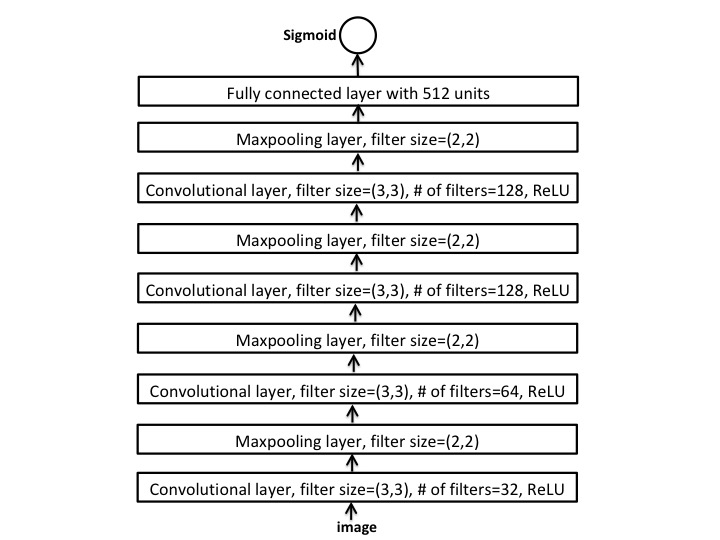 Sigmoid
Fully connected layer with 512 units
Maxpooling layer, filter size=(2,2)
Convolutional layer, filter size=(3,3), # of filters=128, ReLU
Maxpooling layer, filter size=(2,2)
Convolutional layer, filter size=(3,3), # of filters=128, ReLU
Maxpooling layer, filter size=(2,2)
Convolutional layer, filter size=(3,3), # of filters=64, ReLU
Maxpooling layer, filter size=(2,2)
Convolutional layer, filter size=(3,3), # of filters=32, ReLU
image